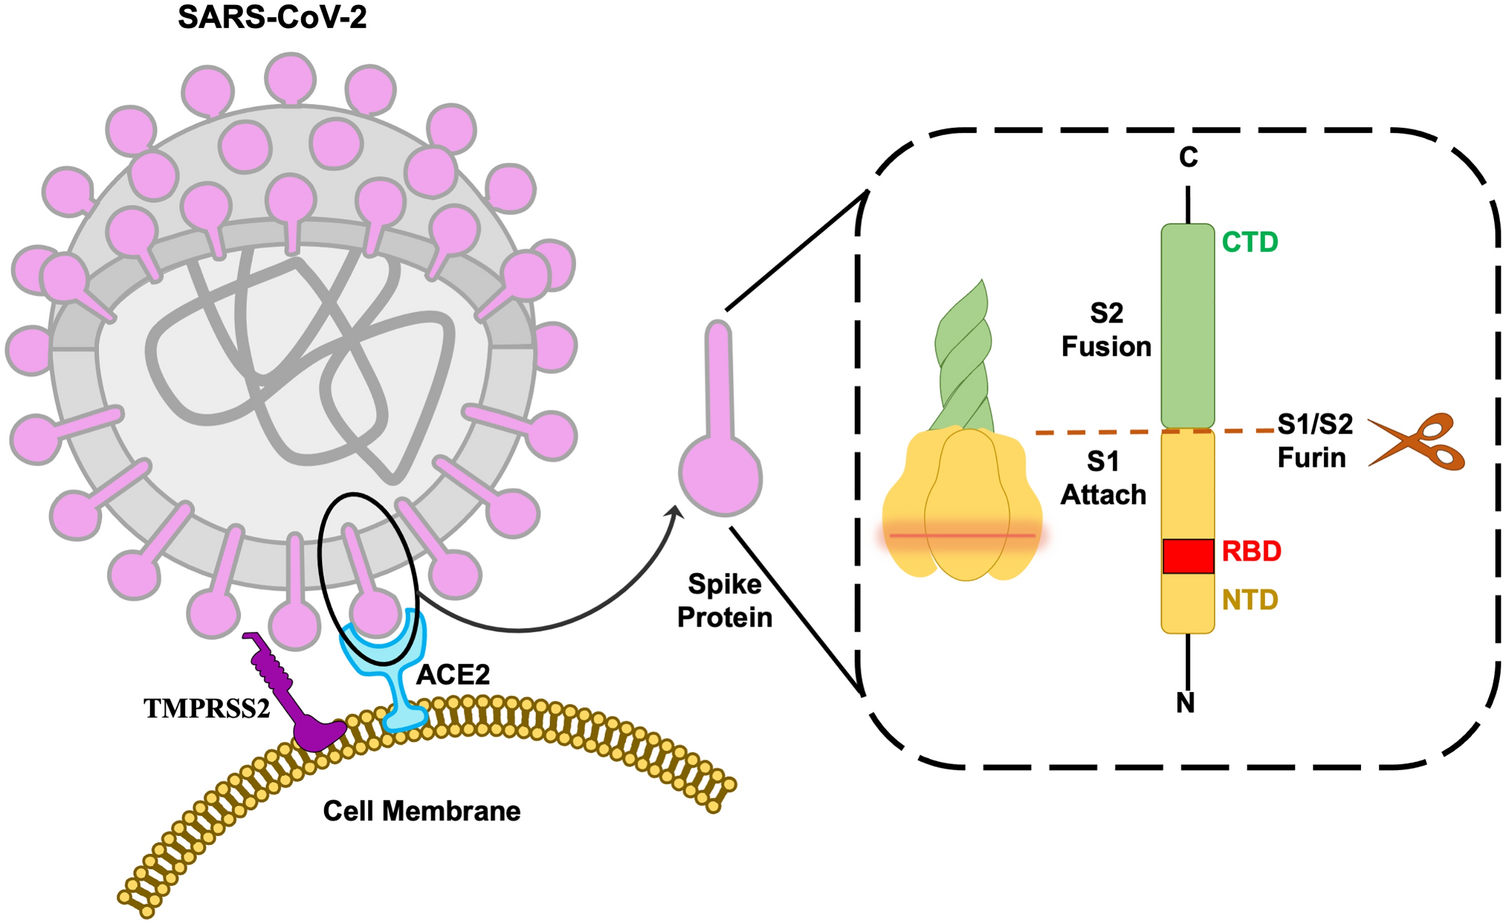 SARS-CoV-2
C
CTD
S2
Fusion
S1/S2
Furin
S1
Attach
RBD
NTD
N
Spike
Protein
ACE2
TMPRSS2
Cell Membrane